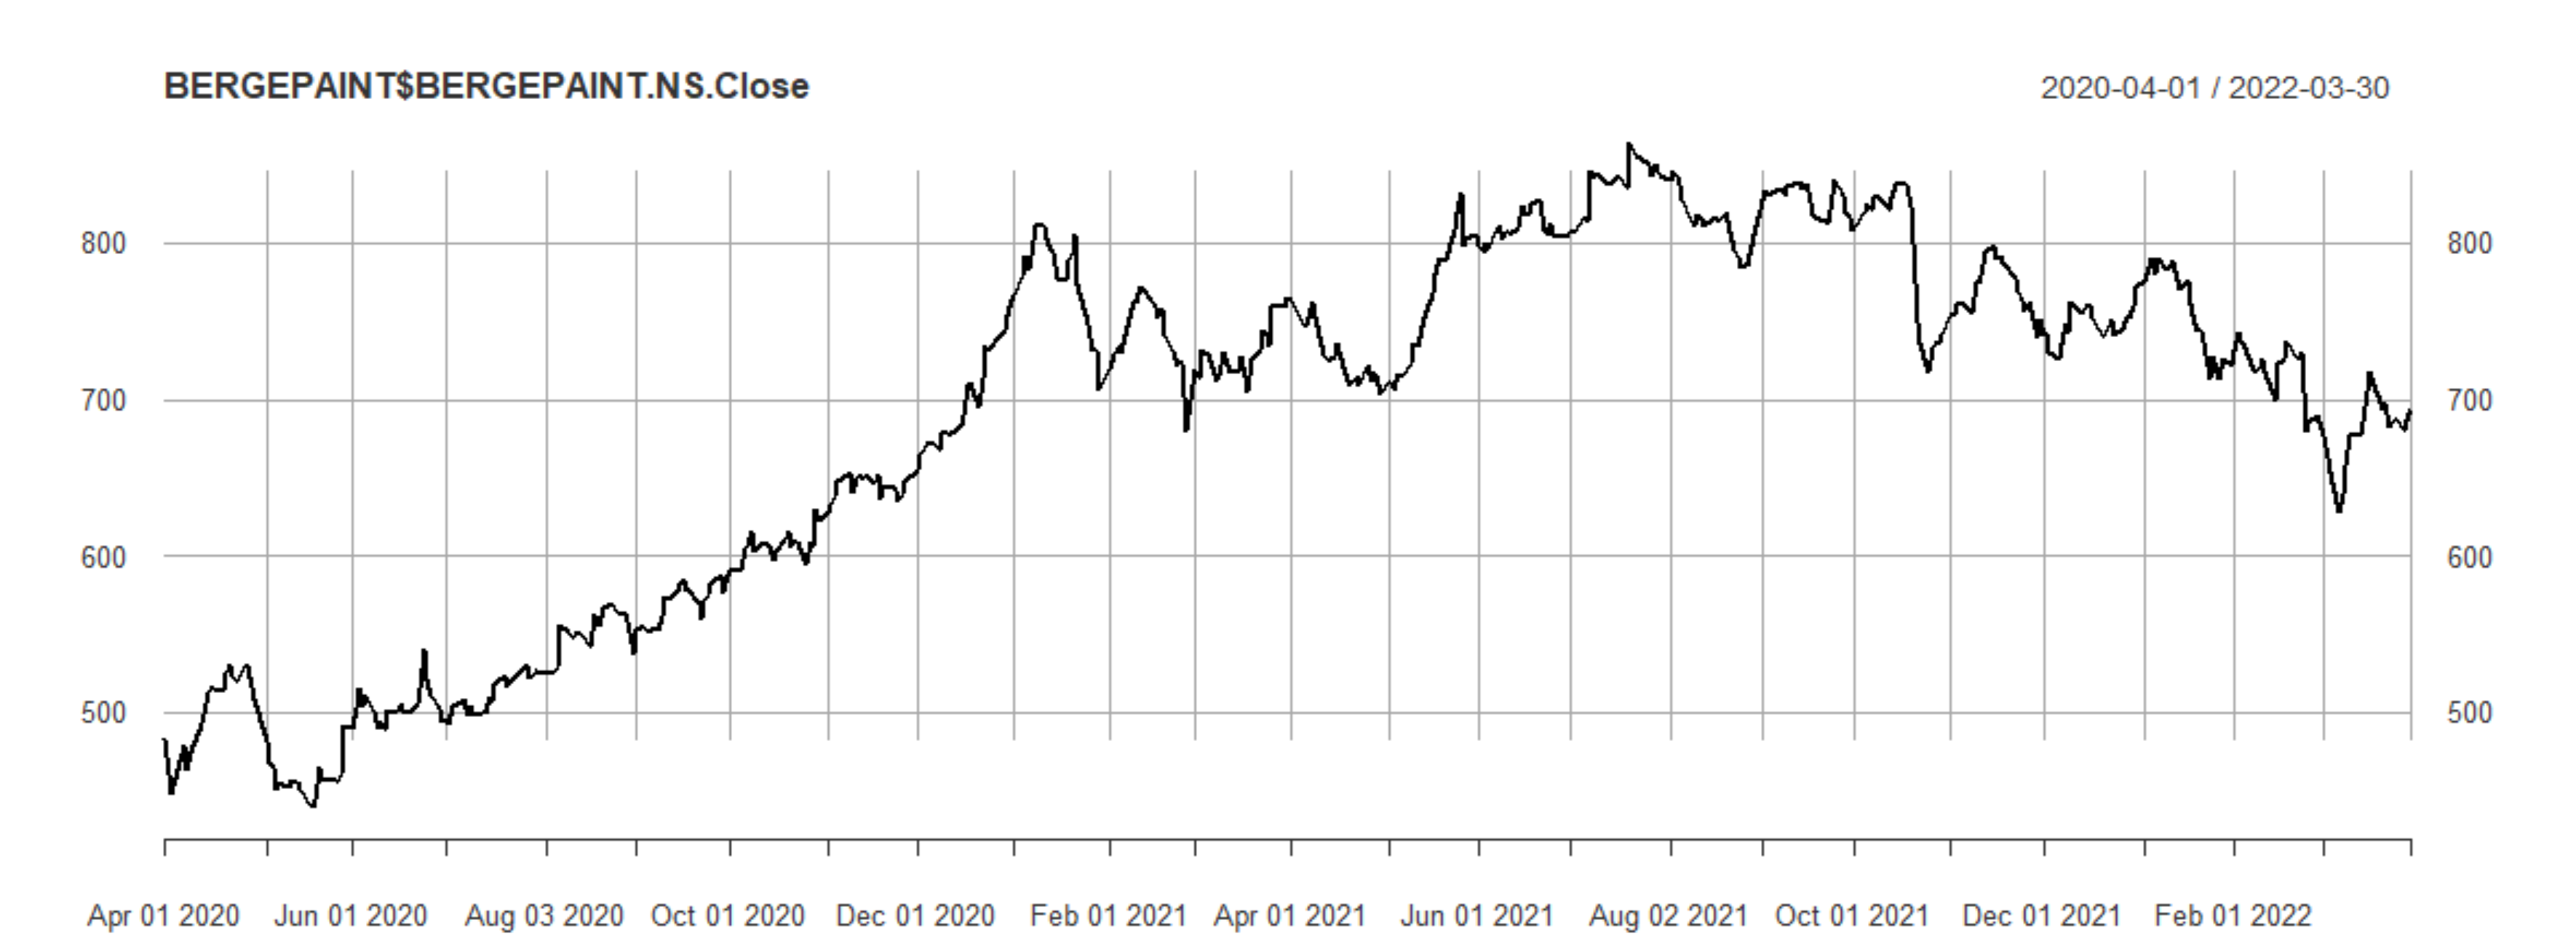 BERGEPAINT$BERGEPAINT.NS.Close 2020-04-01 / 2022-03-30
800 800
700 700
600 600
500 500
Apr 01 2020 Jun 01 2020 Aug 03 2020 Oct 01 2020 Dec 01 2020 Feb 01 2021 Apr 01 2021 Jun 01 2021 Aug 02 2021 Oct 01 2021 Dec 01 2021 Feb 01 2022